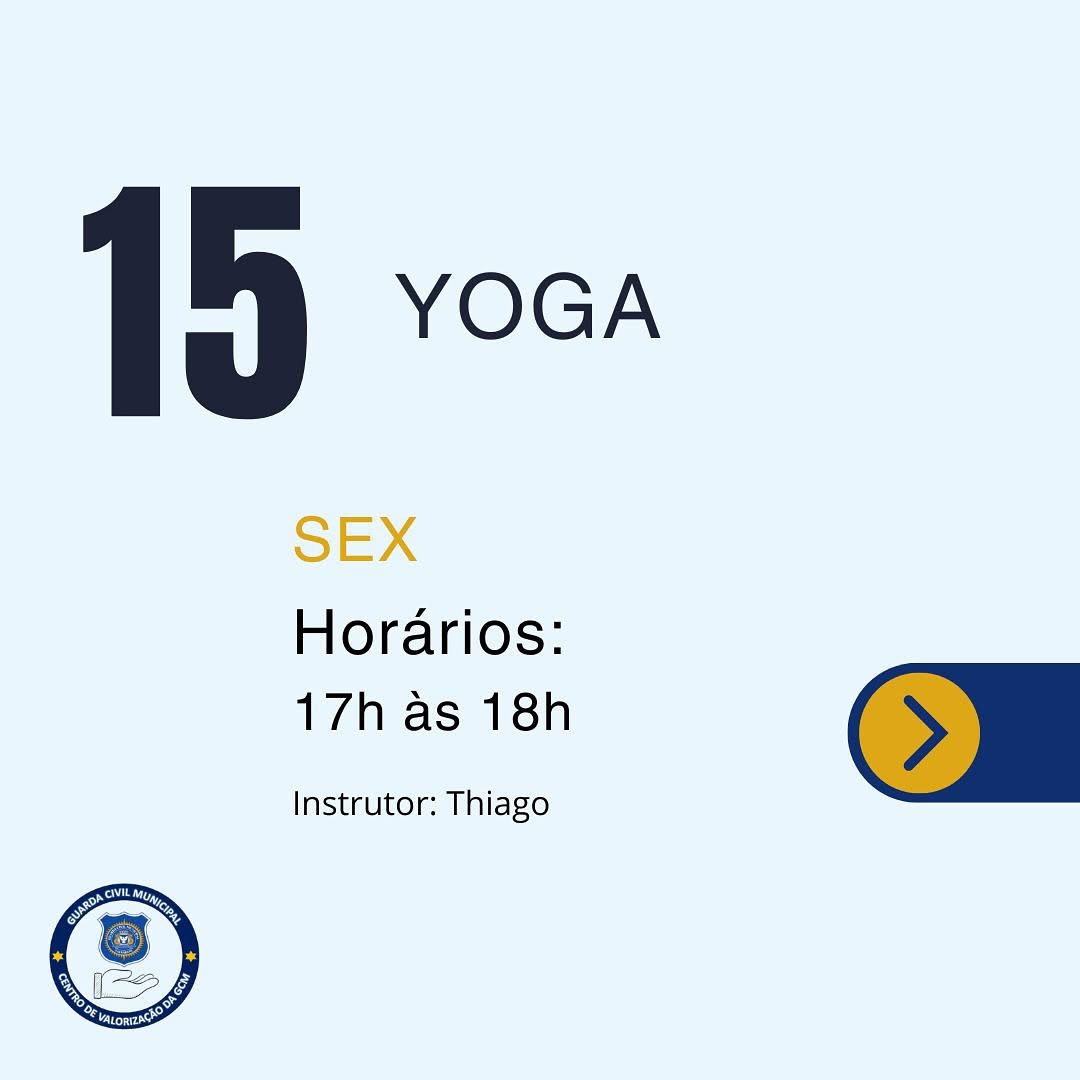 15
YOGA
SEX
Horários:
17h às 18h
Instrutor: Thiago
GUARDA CIVIL MUNICIPAL
CENTRO DE VALORIZAÇÃO DA GCM